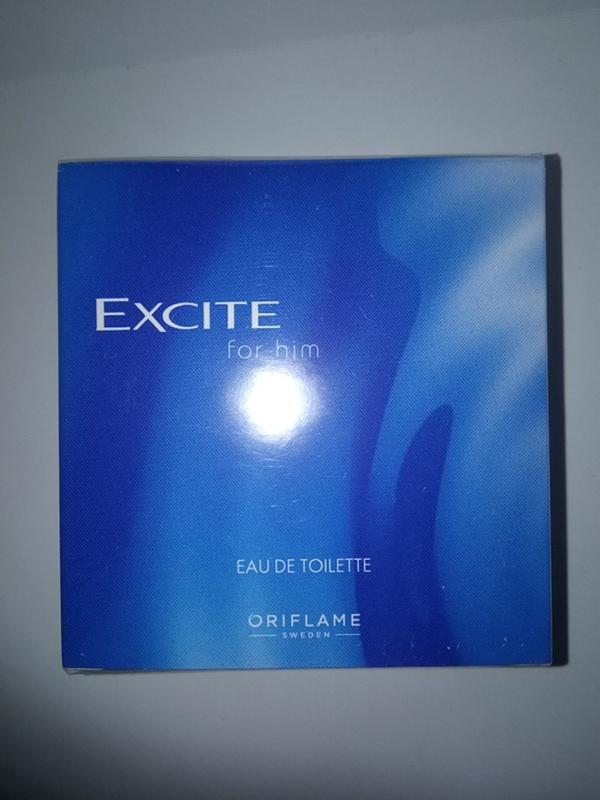 EXCITE
for him
EAU DE TOILETTE
ORIFLAME
SWEDEN